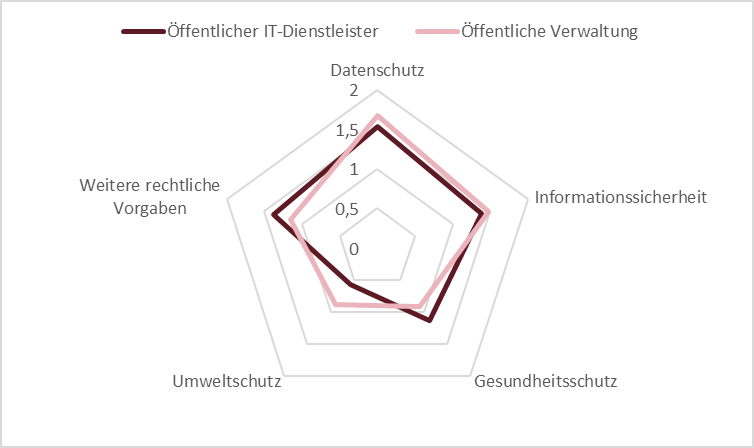 Öffentlicher IT-Dienstleister
Öffentliche Verwaltung
Datenschutz
2
1,5
1
0,5
0
Informationssicherheit
Gesundheitsschutz
Umweltschutz
Weitere rechtliche
Vorgaben